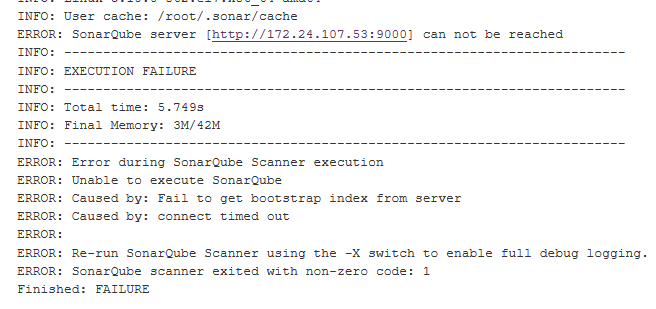 INFO: User cache: /root/.sonar/cache
ERROR: SonarQube server [http://172.24.107.53:9000] can not be reached
INFO: ------------------------------------------------------------------------
INFO: EXECUTION FAILURE
INFO: ------------------------------------------------------------------------
INFO: Total time: 5.749s
INFO: Final Memory: 3M/42M
INFO: ------------------------------------------------------------------------
ERROR: Error during SonarQube Scanner execution
ERROR: Unable to execute SonarQube
ERROR: Caused by: Fail to get bootstrap index from server
ERROR: Caused by: connect timed out
ERROR:
ERROR: Re-run SonarQube Scanner using the -X switch to enable full debug logging.
ERROR: SonarQube scanner exited with non-zero code: 1
Finished: FAILURE